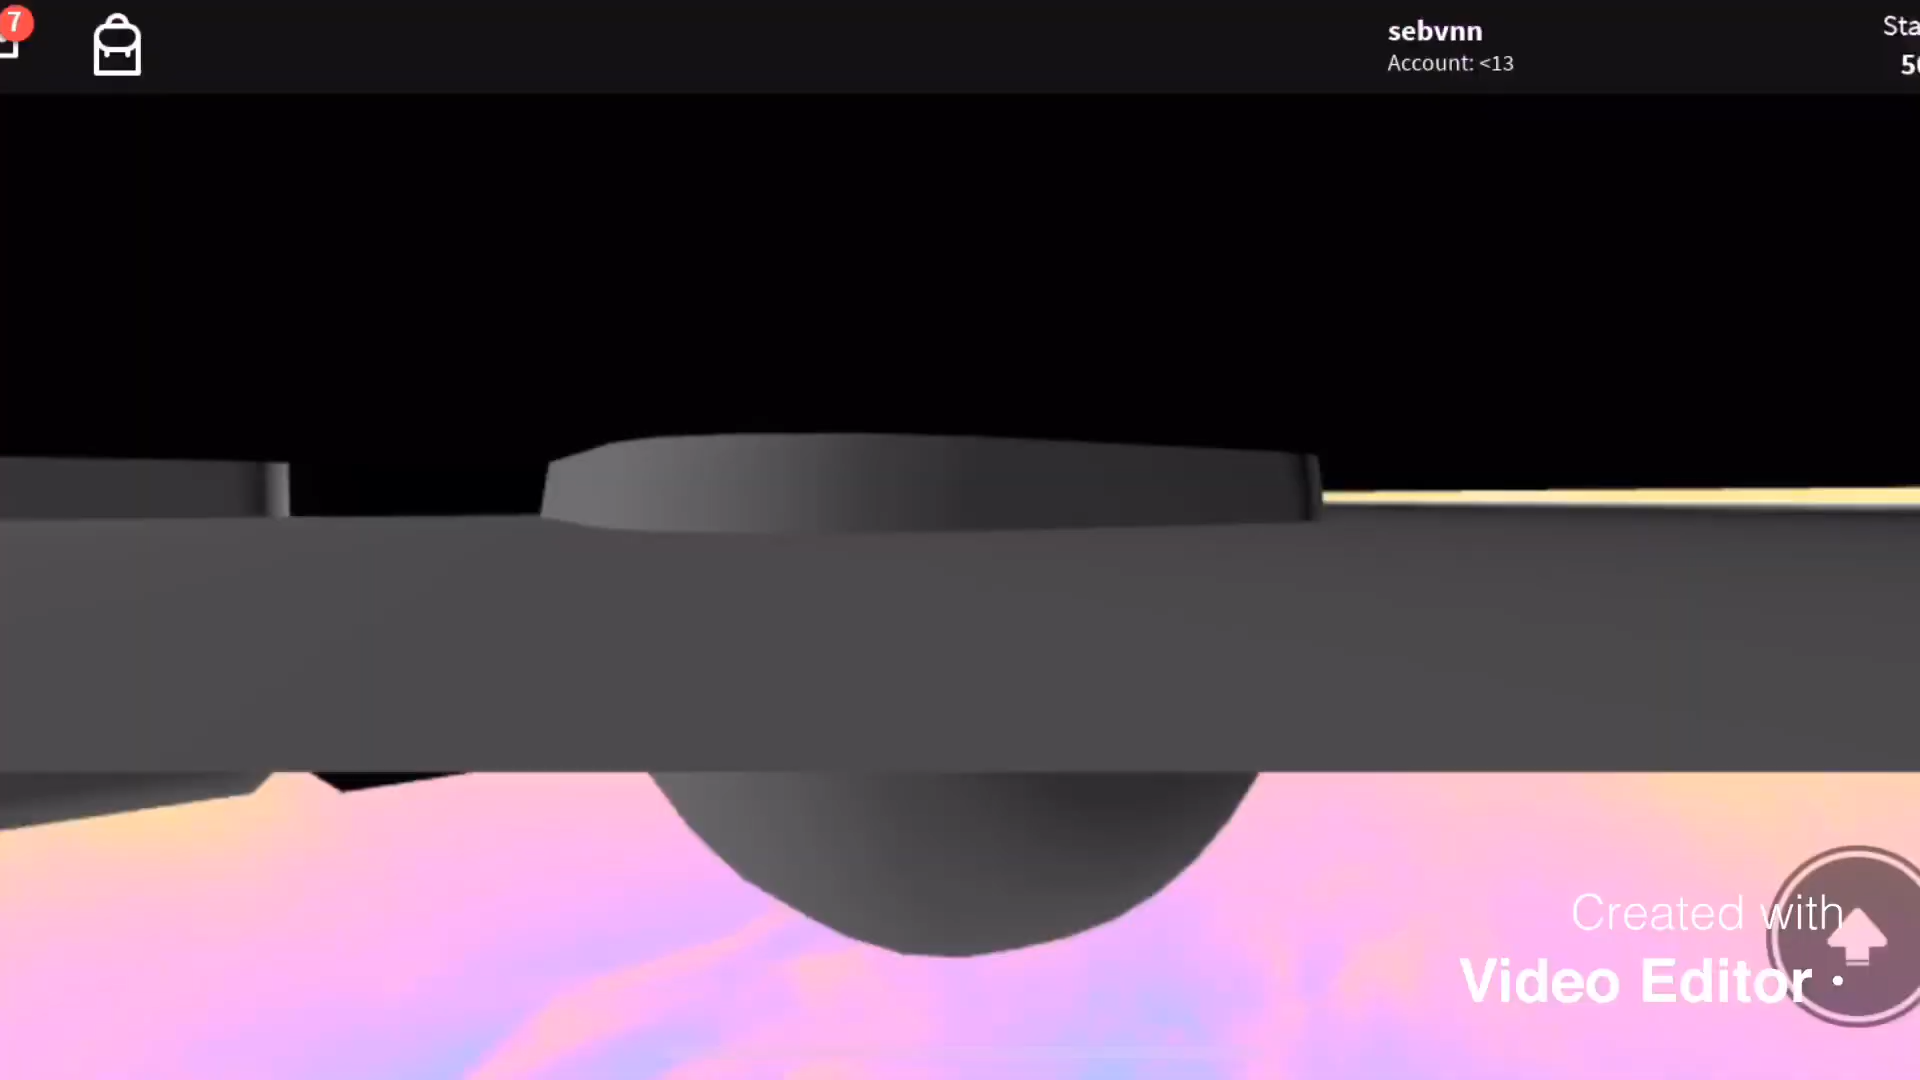 7
sebvnn
Account: <13
Created with
Video Editor